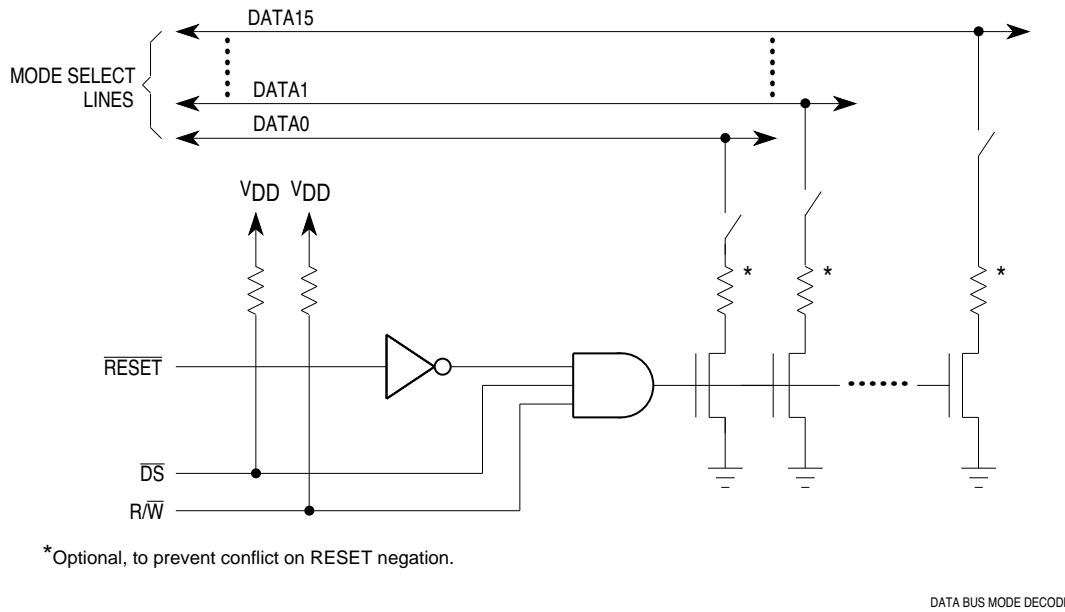 DATA15
MODE SELECT
LINES
DATA1
DATA0
VDD VDD
* * *
RESET
DS
R/W
*Optional, to prevent conflict on RESET negation.
DATA BUS MODE DECODE